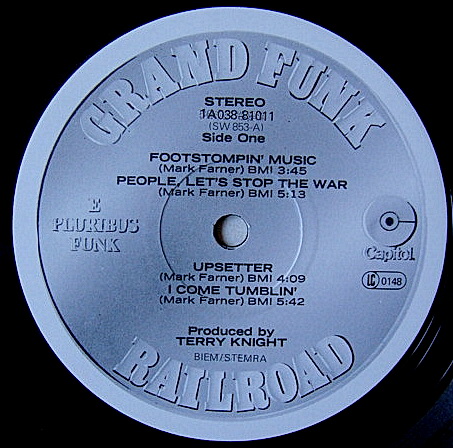 GRAND FUNK
STEREO
1A038-81011
(SW 853-A)
Side One
FOOTSTOMPIN' MUSIC
(Mark Farner) BMI 3:45
PEOPLE, LET'S STOP THE WAR
(Mark Farner) BMI 5:13
E
PLURIBUS
FUNK
Capitol
LC 0148
UPSETTER
(Mark Farner) BMI 4:09
I COME TUMBLIN'
(Mark Farner) BMI 5:42
Produced by
TERRY KNIGHT
BIEM/STEMRA
RAILROAD